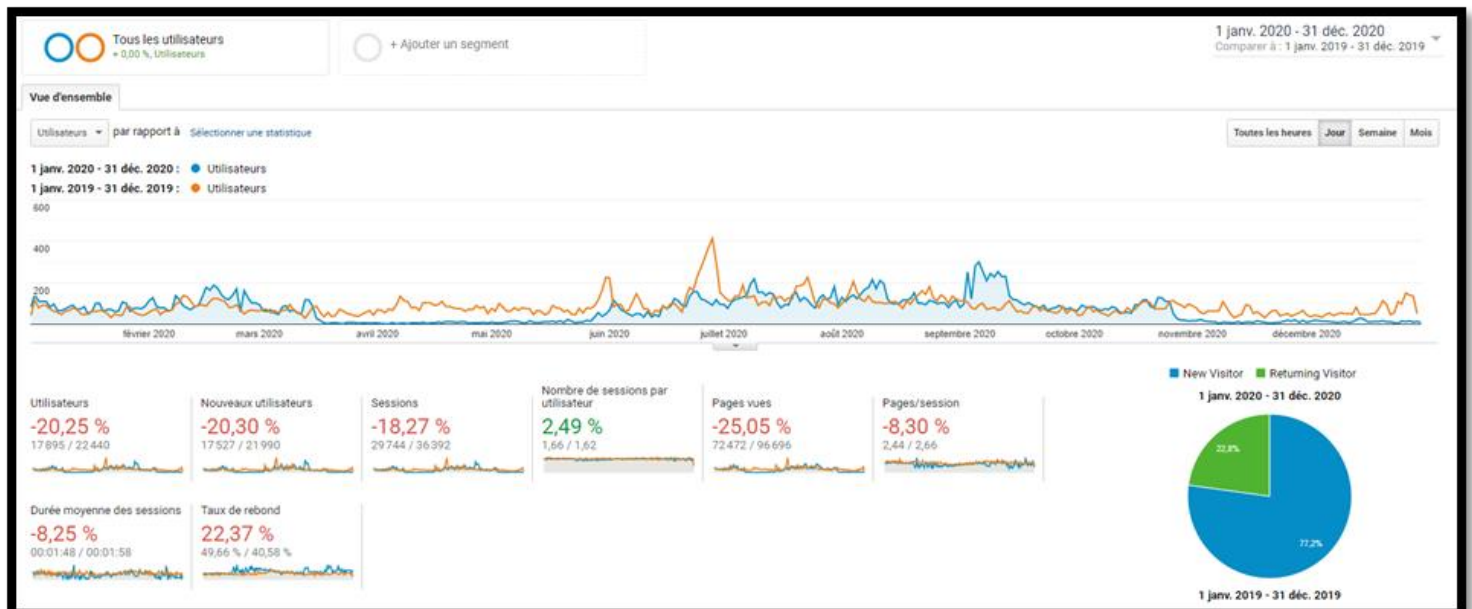 Tous les utilisateurs
+ 0,00 %, Utilisateurs
+ Ajouter un segment
1 janv. 2020 - 31 déc. 2020
Comparer à : 1 janv. 2019 - 31 déc. 2019
Vue d'ensemble
Utilisateurs par rapport à Sélectionner une statistique
Toutes les heures Jour Semaine Mois
1 janv. 2020 - 31 déc. 2020 : Utilisateurs
1 janv. 2019 - 31 déc. 2019 : Utilisateurs
600
400
200
février 2020 mars 2020 avril 2020 mai 2020 juin 2020 juillet 2020 août 2020 septembre 2020 octobre 2020 novembre 2020 décembre 2020
New Visitor Returning Visitor
1 janv. 2020 - 31 déc. 2020
22,8%
77,2%
1 janv. 2019 - 31 déc. 2019
Utilisateurs
-20,25 %
17 895 / 22 440
Nouveaux utilisateurs
-20,30 %
17 527 / 21 990
Sessions
-18,27 %
29 744 / 36 392
Nombre de sessions par
utilisateur
2,49 %
1,66 / 1,62
Pages vues
-25,05 %
72 472 / 96 696
Pages/session
-8,30 %
2,44 / 2,66
Durée moyenne des sessions
-8,25 %
00:01:48 / 00:01:58
Taux de rebond
22,37 %
49,66 % / 40,58 %